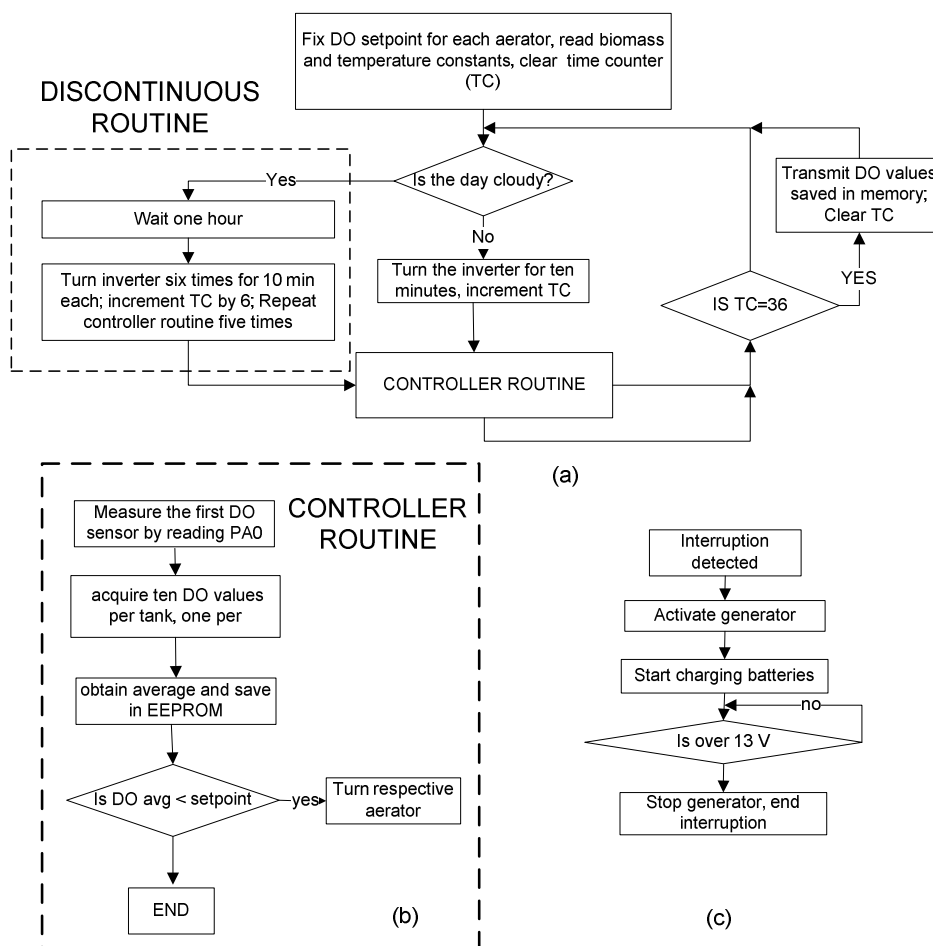 Fix DO setpoint for each aerator, read biomass
and temperature constants, clear time counter
(TC)
DISCONTINUOUS
ROUTINE
Is the day cloudy?
Yes
No
Wait one hour
Turn inverter six times for 10 min
each; increment TC by 6; Repeat
controller routine five times
Turn the inverter for ten
minutes, increment TC
CONTROLLER ROUTINE
Transmit DO values
saved in memory;
Clear TC
YES
IS TC=36
(a)
CONTROLLER
ROUTINE
Measure the first DO
sensor by reading PA0
acquire ten DO values
per tank, one per
obtain average and save
in EEPROM
Is DO avg < setpoint
yes
Turn respective
aerator
END
(b)
Interruption
detected
Activate generator
Start charging batteries
no
Is over 13 V
Stop generator, end
interruption
(c)